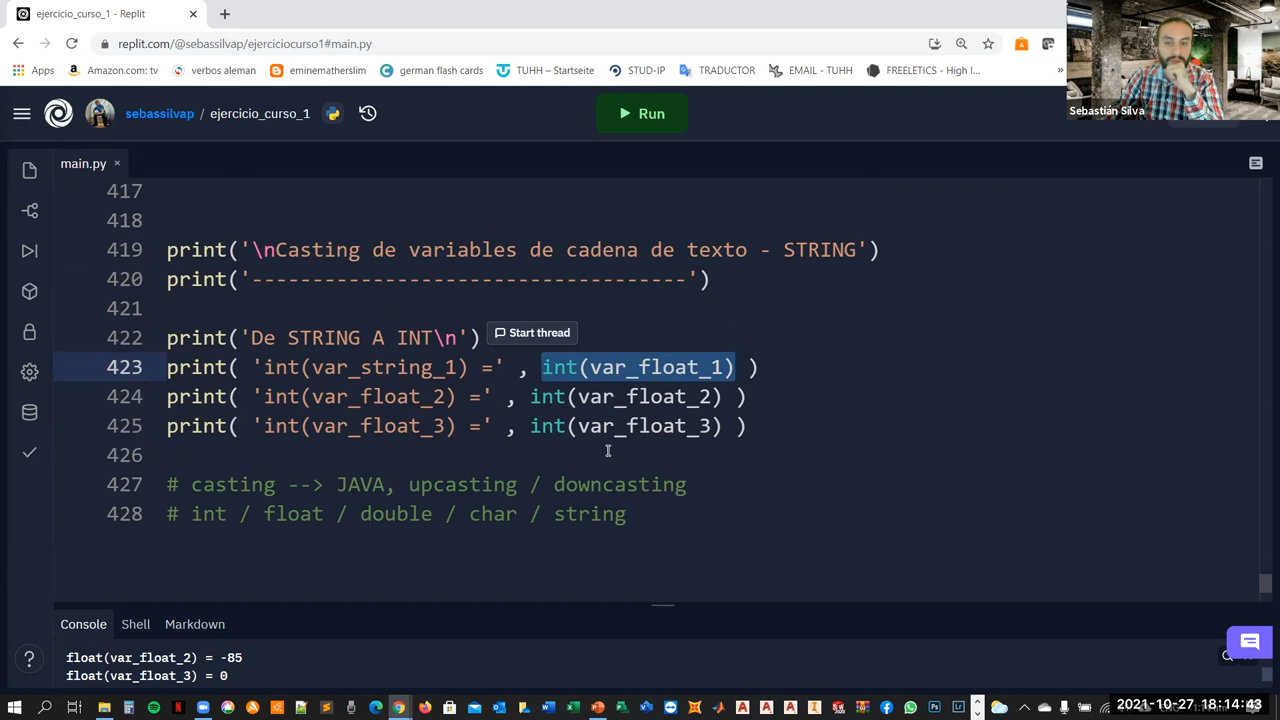 ejercicio_curso_1 - Replit
replit.com/@sebassilvap/ejerciciocurso1#main.py
Apps Amazon.com: tv verbos aleman eminematherslim german flash cards TUHH – Startseite STUD-IP TRADUCTOR EMAIL - TUHH FREELETICS - High I... »
Sebastián Silva
sebassilvap / ejercicio_curso_1
Run
main.py
417
418
419 print('\nCasting de variables de cadena de texto - STRING')
420 print('------------------------------------')
421
422 print('De STRING A INT\n') Start thread
423 print( 'int(var_string_1) =' , int(var_float_1) )
424 print( 'int(var_float_2) =' , int(var_float_2) )
425 print( 'int(var_float_3) =' , int(var_float_3) )
426
427 # casting --> JAVA, upcasting / downcasting
428 # int / float / double / char / string
Console Shell Markdown
float(var_float_2) = -85
float(var_float_3) = 0
2021-10-27 18:14:43